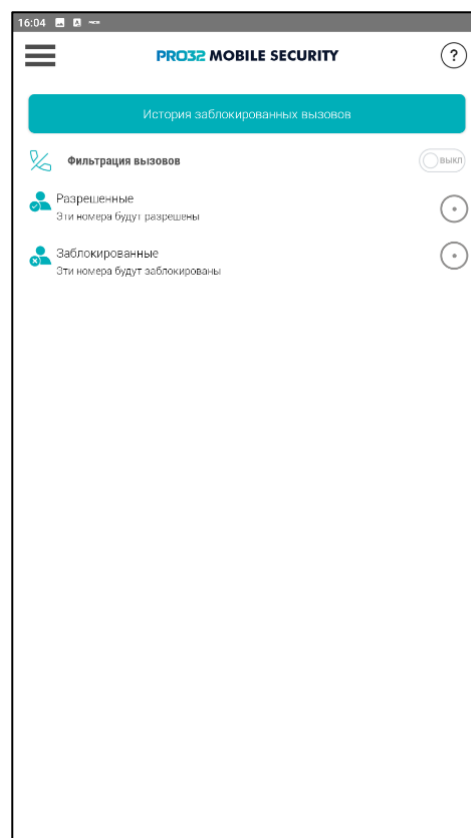 16:04
PRO32 MOBILE SECURITY
?
История заблокированных вызовов
Фильтрация вызовов
ВЫКЛ
Разрешенные
Эти номера будут разрешены
Заблокированные
Эти номера будут заблокированы